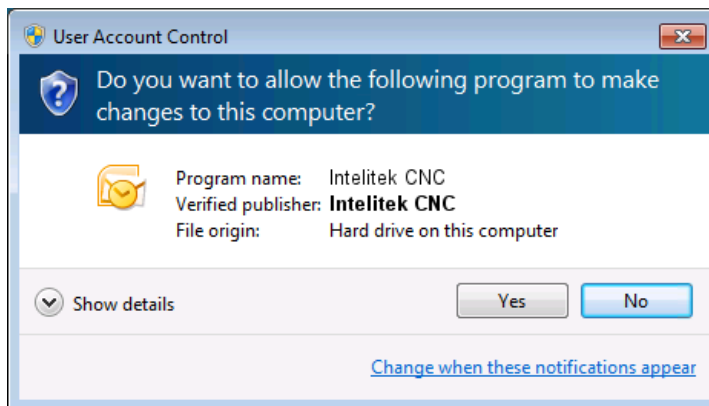 User Account Control
Do you want to allow the following program to make
changes to this computer?
Program name: Intelitek CNC
Verified publisher: Intelitek CNC
File origin: Hard drive on this computer
Show details
Yes
No
Change when these notifications appear